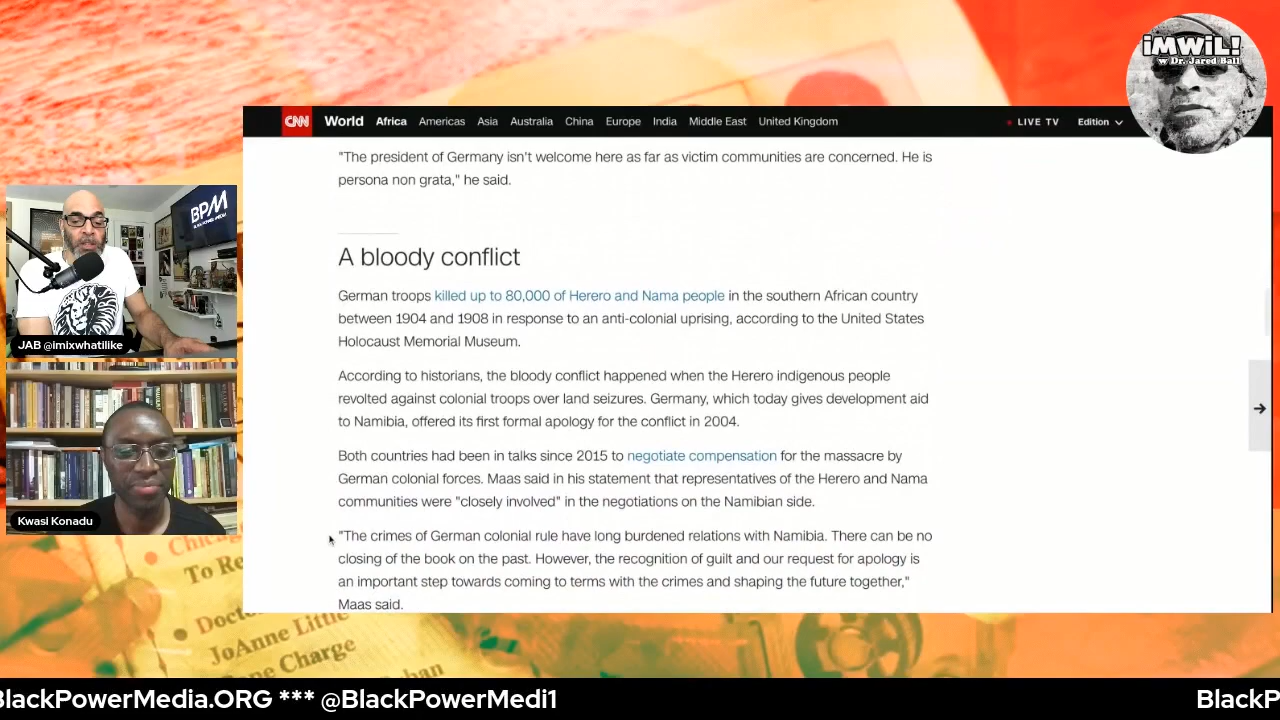 iMWiL!
w Dr. Jared Ball
CNN World Africa Americas Asia Australia China Europe India Middle East United Kingdom LIVE TV Edition
"The president of Germany isn't welcome here as far as victim communities are concerned. He is
persona non grata," he said.
A bloody conflict
German troops killed up to 80,000 of Herero and Nama people in the southern African country
between 1904 and 1908 in response to an anti-colonial uprising, according to the United States
Holocaust Memorial Museum.
According to historians, the bloody conflict happened when the Herero indigenous people
revolted against colonial troops over land seizures. Germany, which today gives development aid
to Namibia, offered its first formal apology for the conflict in 2004.
Both countries had been in talks since 2015 to negotiate compensation for the massacre by
German colonial forces. Maas said in his statement that representatives of the Herero and Nama
communities were "closely involved" in the negotiations on the Namibian side.
"The crimes of German colonial rule have long burdened relations with Namibia. There can be no
closing of the book on the past. However, the recognition of guilt and our request for apology is
an important step towards coming to terms with the crimes and shaping the future together,"
Maas said.
BPM
JAB @imixwhatilike
Kwasi Konadu
To Re
Docto
JoAnne Little
Charge
BlackPowerMedia.ORG *** @BlackPowerMedi1
BlackP